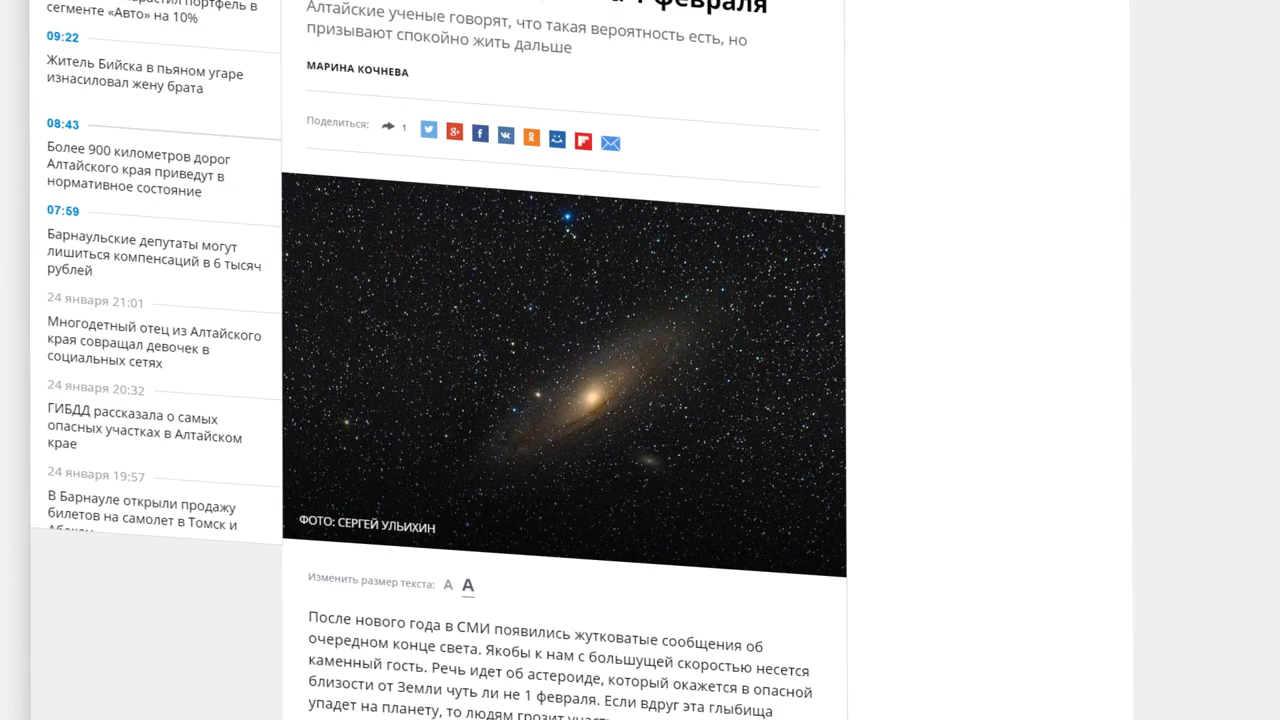 сегменте «Авто» на 10%
09:22
Житель Бийска в пьяном угаре
изнасиловал жену брата
08:43
Более 900 километров дорог
Алтайского края приведут в
нормативное состояние
07:59
Барнаульские депутаты могут
лишиться компенсаций в 6 тысяч
рублей
24 января 21:01
Многодетный отец из Алтайского
края совращал девочек в
социальных сетях
24 января 20:32
ГИБДД рассказала о самых
опасных участках в Алтайском
крае
24 января 19:57
В Барнауле открыли продажу
билетов на самолет в Томск и
февраля
Алтайские ученые говорят, что такая вероятность есть, но
призывают спокойно жить дальше
МАРИНА КОЧНЕВА
Поделиться: 1
ФОТО: СЕРГЕЙ УЛЬИХИН
Изменить размер текста: А А
После нового года в СМИ появились жутковатые сообщения об
очередном конце света. Якобы к нам с большущей скоростью несется
каменный гость. Речь идет об астероиде, который окажется в опасной
близости от Земли чуть ли не 1 февраля. Если вдруг эта глыбища
упадет на планету, то людям грозит